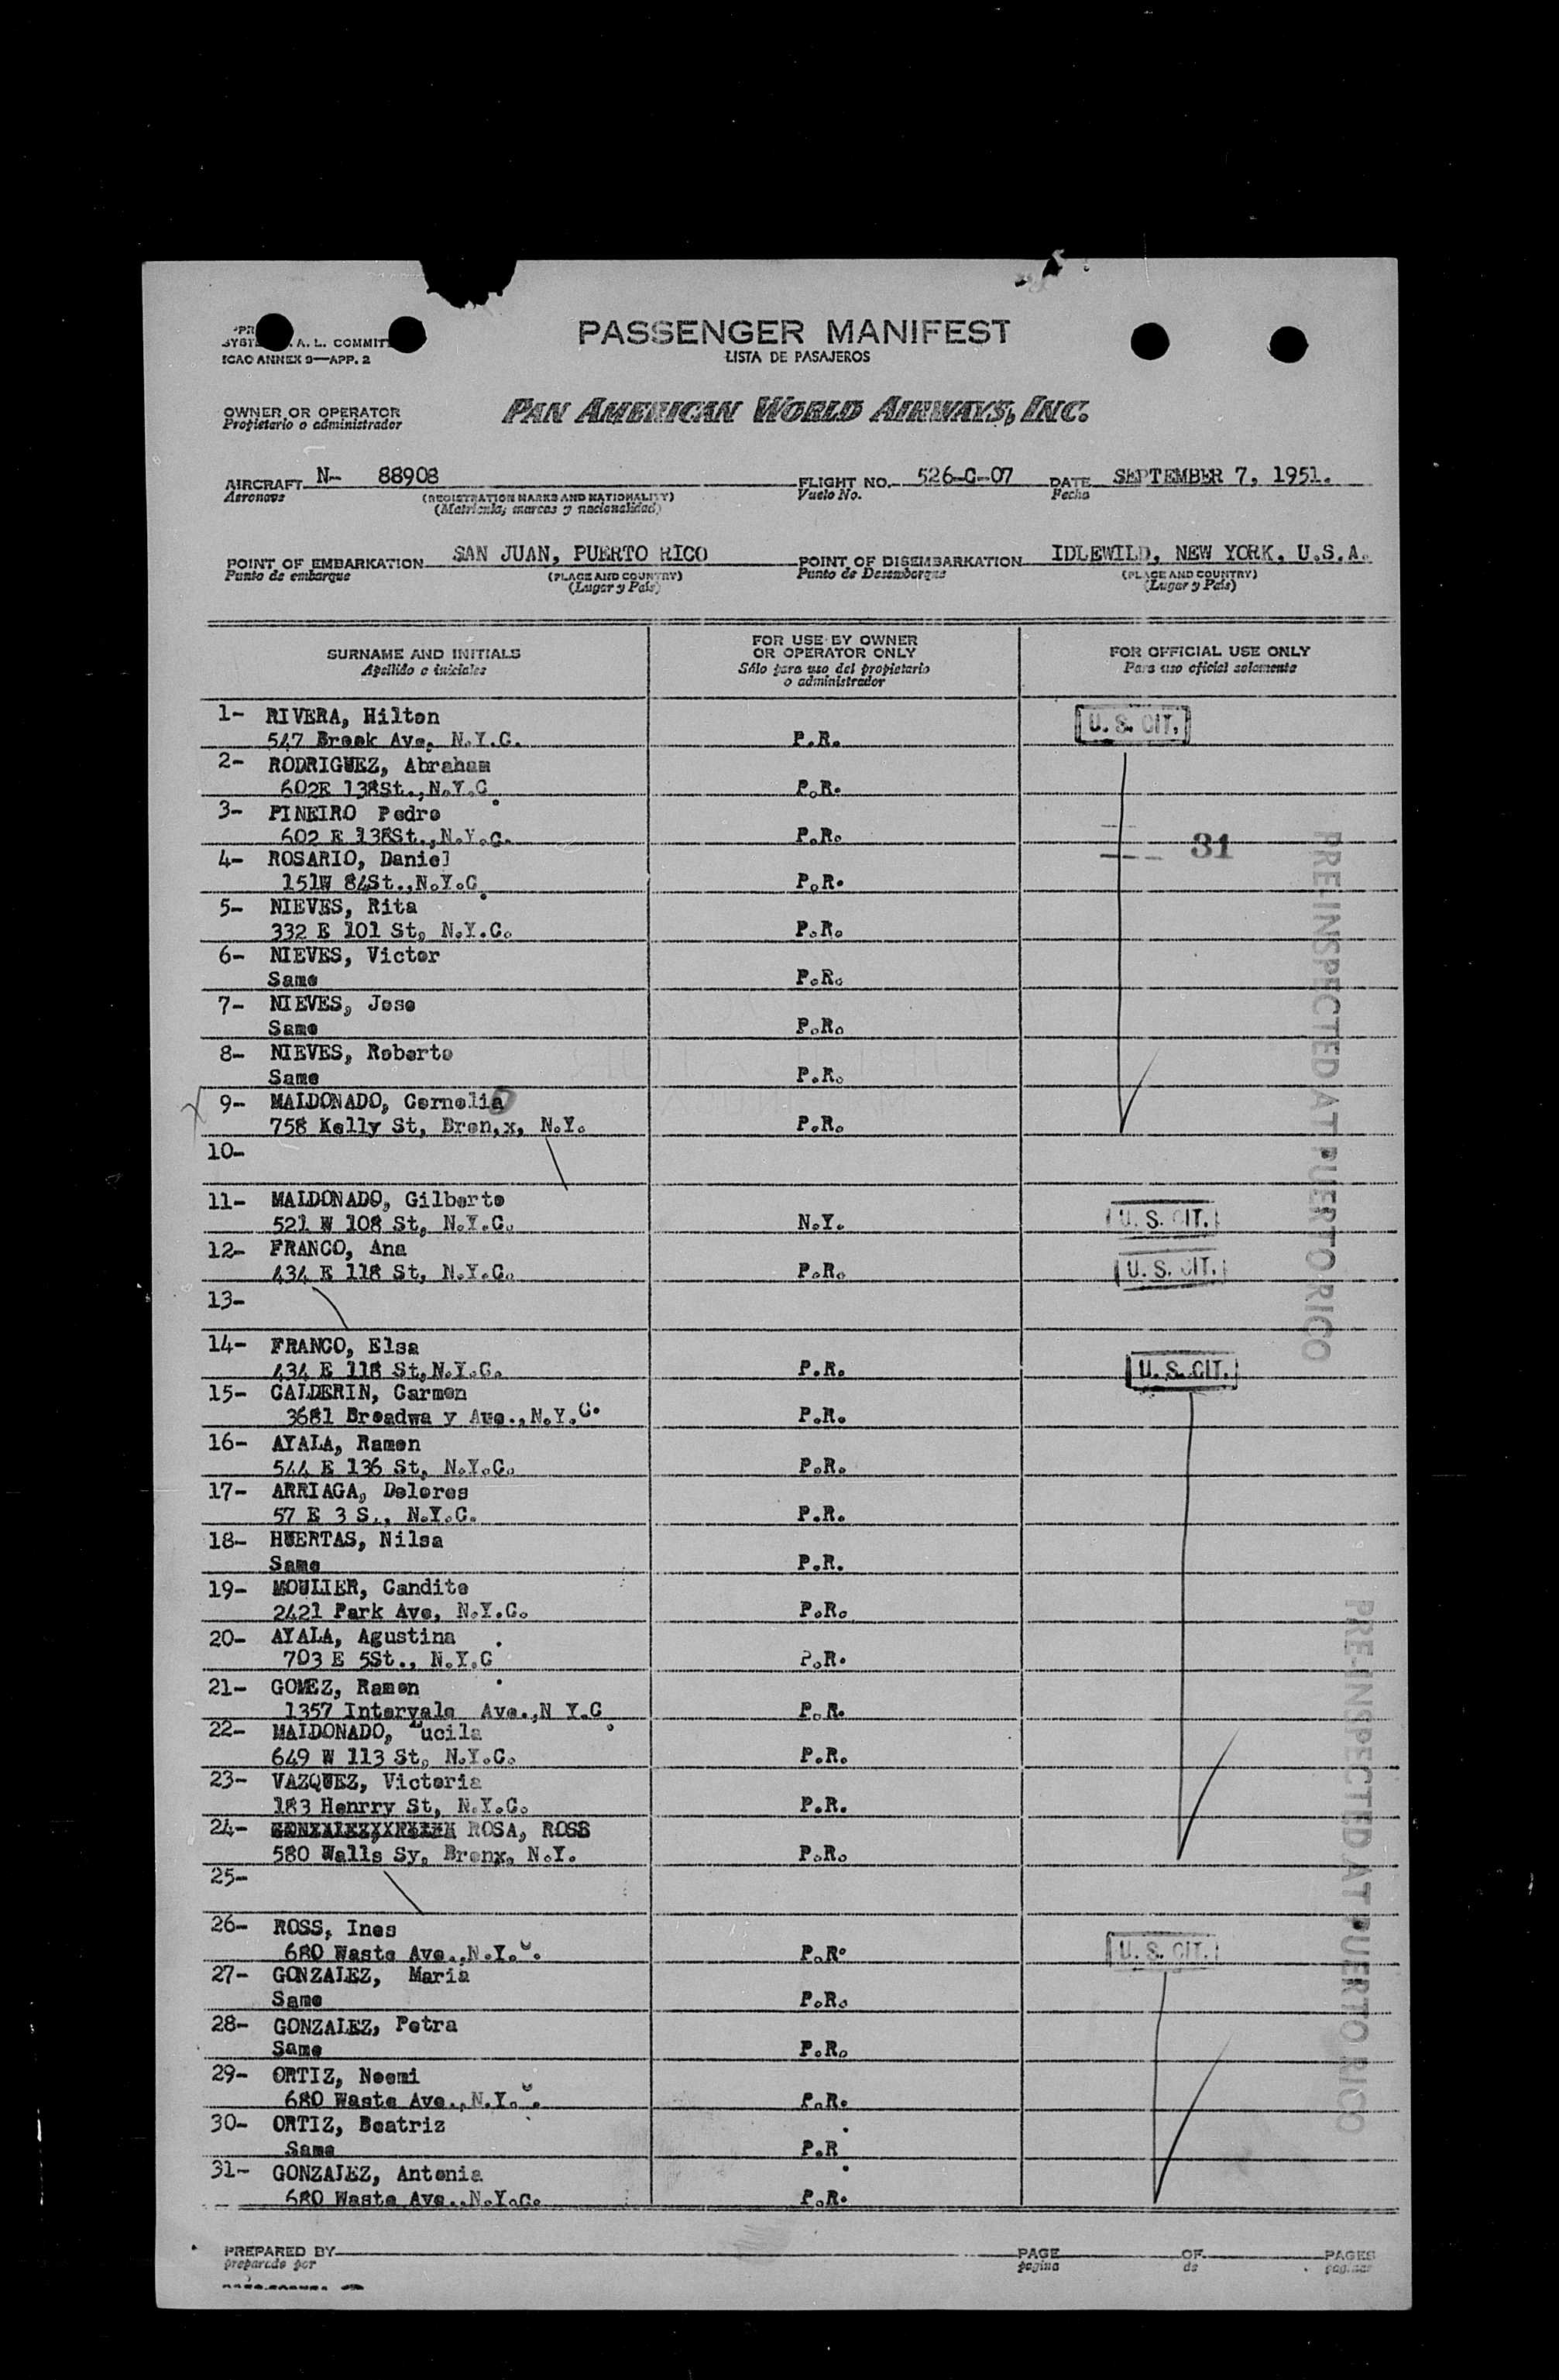 A. L. COMMIT
ICAO ANNEX 9—APP. 2
PASSENGER MANIFEST
LISTA DE PASAJEROS
OWNER OR OPERATOR
Propietario o administrador
PAN AMERICAN WORLD AIRWAYS, INC.
AIRCRAFT N- 88908 FLIGHT NO. 526-G-07 DATE SEPTEMBER 7, 1951.
Aeronave (REGISTRATION MARKS AND NATIONALITY) Vuelo No. Fecha
(Matricula, marcas y nacionalidad)
POINT OF EMBARKATION SAN JUAN, PUERTO RICO POINT OF DISEMBARKATION IDLEWILD, NEW YORK, U.S.A.
Punto de embarque (PLACE AND COUNTRY) Punto de Desembarque (PLACE AND COUNTRY)
(Lugar y País) (Lugar y País)
SURNAME AND INITIALS FOR USE BY OWNER OR OPERATOR ONLY FOR OFFICIAL USE ONLY
Apellido e iniciales Sólo para uso del propietario o administrador Para uso oficial solamente
1- RIVERA, Hilton U. S. CIT.
547 Brook Ave, N.Y.C. P.R.
2- RODRIGUEZ, Abraham
602E 138St.,N.Y.C. P.R.
3- PINEIRO Pedro
602 E 138St.,N.Y.C. P.R. 31
4- ROSARIO, Daniel
151W 84St.,N.Y.C. P.R.
5- NIEVES, Rita
332 E 101 St, N.Y.C. P.R.
6- NIEVES, Victor
Same P.R.
7- NIEVES, Jose
Same P.R.
8- NIEVES, Roberto
Same P.R.
9- MALDONADO, Cornelio
758 Kelly St, Bron,x, N.Y. P.R.
10-
11- MALDONADO, Gilberto
521 W 108 St, N.Y.C. N.Y. U. S. CIT.
12- FRANCO, Ana
434 E 118 St, N.Y.C. P.R. U. S. CIT.
13-
14- FRANCO, Elsa
434 E 118 St,N.Y.C. P.R. U. S. CIT.
15- CALDERIN, Carmen
3681 Broadwa y Ave.,N.Y.C. P.R.
16- AYALA, Ramon
544 E 136 St, N.Y.C. P.R.
17- ARRIAGA, Dolores
57 E 3 S., N.Y.C. P.R.
18- HUERTAS, Nilsa
Same P.R.
19- MOULIER, Candito
2421 Park Ave, N.Y.C. P.R.
20- AYALA, Agustina
703 E 5St., N.Y.C. P.R.
21- GOMEZ, Ramon
1357 Intervale Ave.,N Y.C. P.R.
22- MALDONADO, Lucila
649 W 113 St, N.Y.C. P.R.
23- VAZQUEZ, Victoria
183 Henrry St, N.Y.C. P.R.
24- ROSA, ROSS
580 Walls Sy, Bronx, N.Y. P.R.
25-
26- ROSS, Ines
680 Waste Ave.,N.Y.C. P.R. U. S. CIT.
27- GONZALEZ, Maria
Same P.R.
28- GONZALEZ, Petra
Same P.R.
29- ORTIZ, Noemi
680 Waste Ave.,N.Y.C. P.R.
30- ORTIZ, Beatriz
Same P.R.
31- GONZALEZ, Antonia
680 Waste Ave.,N.Y.C. P.R.
PRE-INSPECTED AT PUERTO RICO
PRE-INSPECTED AT PUERTO RICO
PREPARED BY PAGE OF PAGES
preparado por pagina de paginas